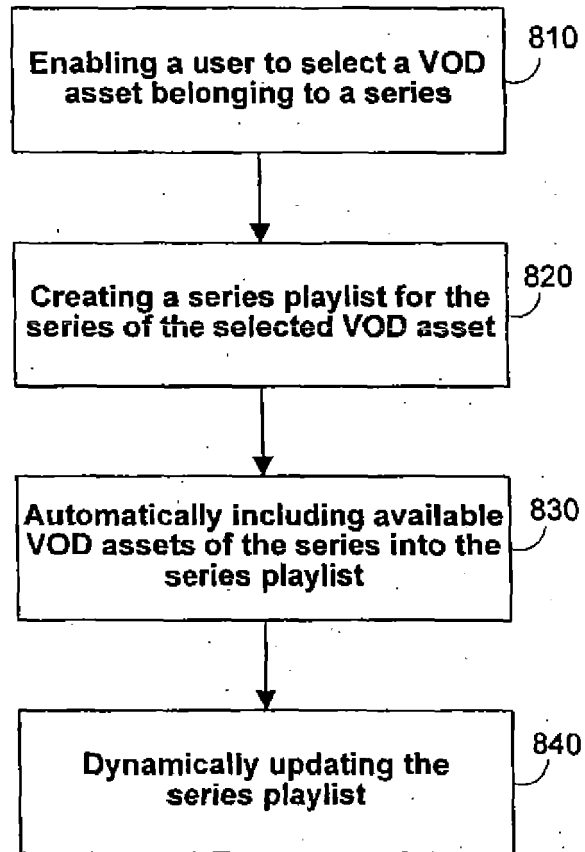 810
Enabling a user to select a VOD
asset belonging to a series
820
Creating a series playlist for the
series of the selected VOD asset
830
Automatically including available
VOD assets of the series into the
series playlist
840
Dynamically updating the
series playlist